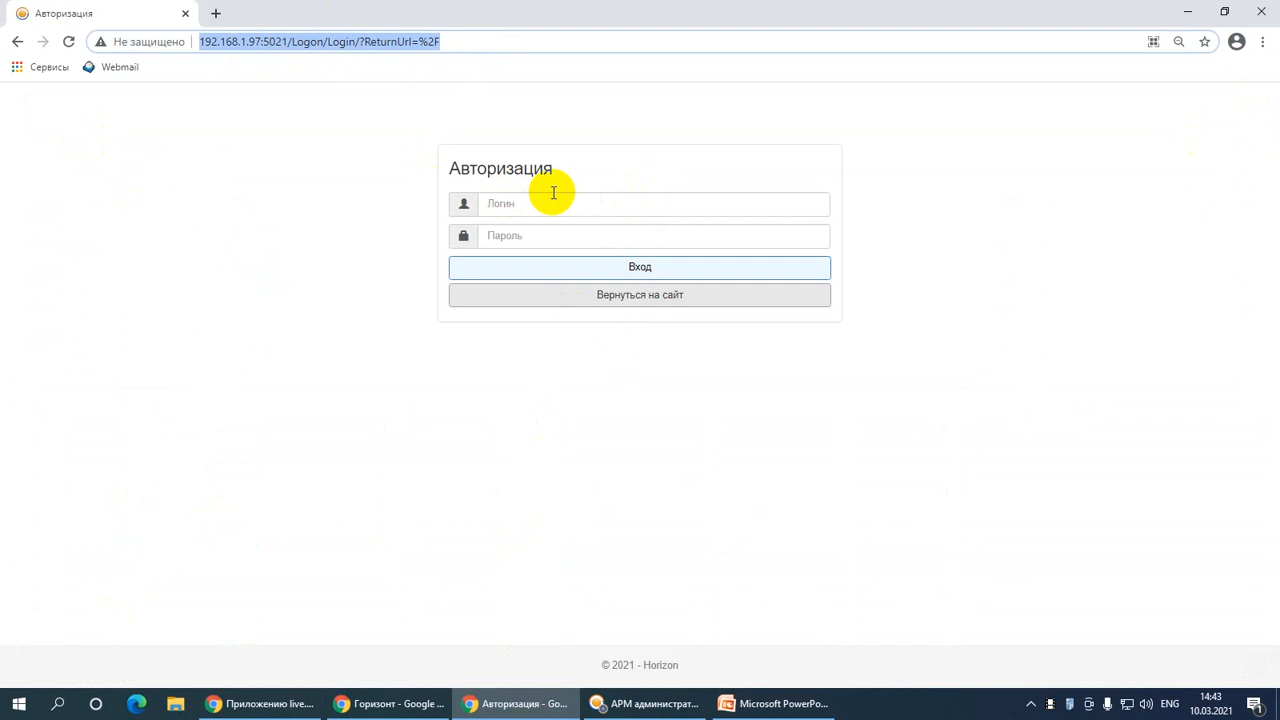 Авторизация
Не защищено
192.168.1.97:5021/Logon/Login/?ReturnUrl=%2F
Сервисы
Webmail
Авторизация
Логин
Пароль
Вход
Вернуться на сайт
© 2021 - Horizon
Приложению live....
Горизонт - Google ...
Авторизация - Go...
АРМ администрат...
Microsoft PowerPo...
ENG
14:43
10.03.2021
1